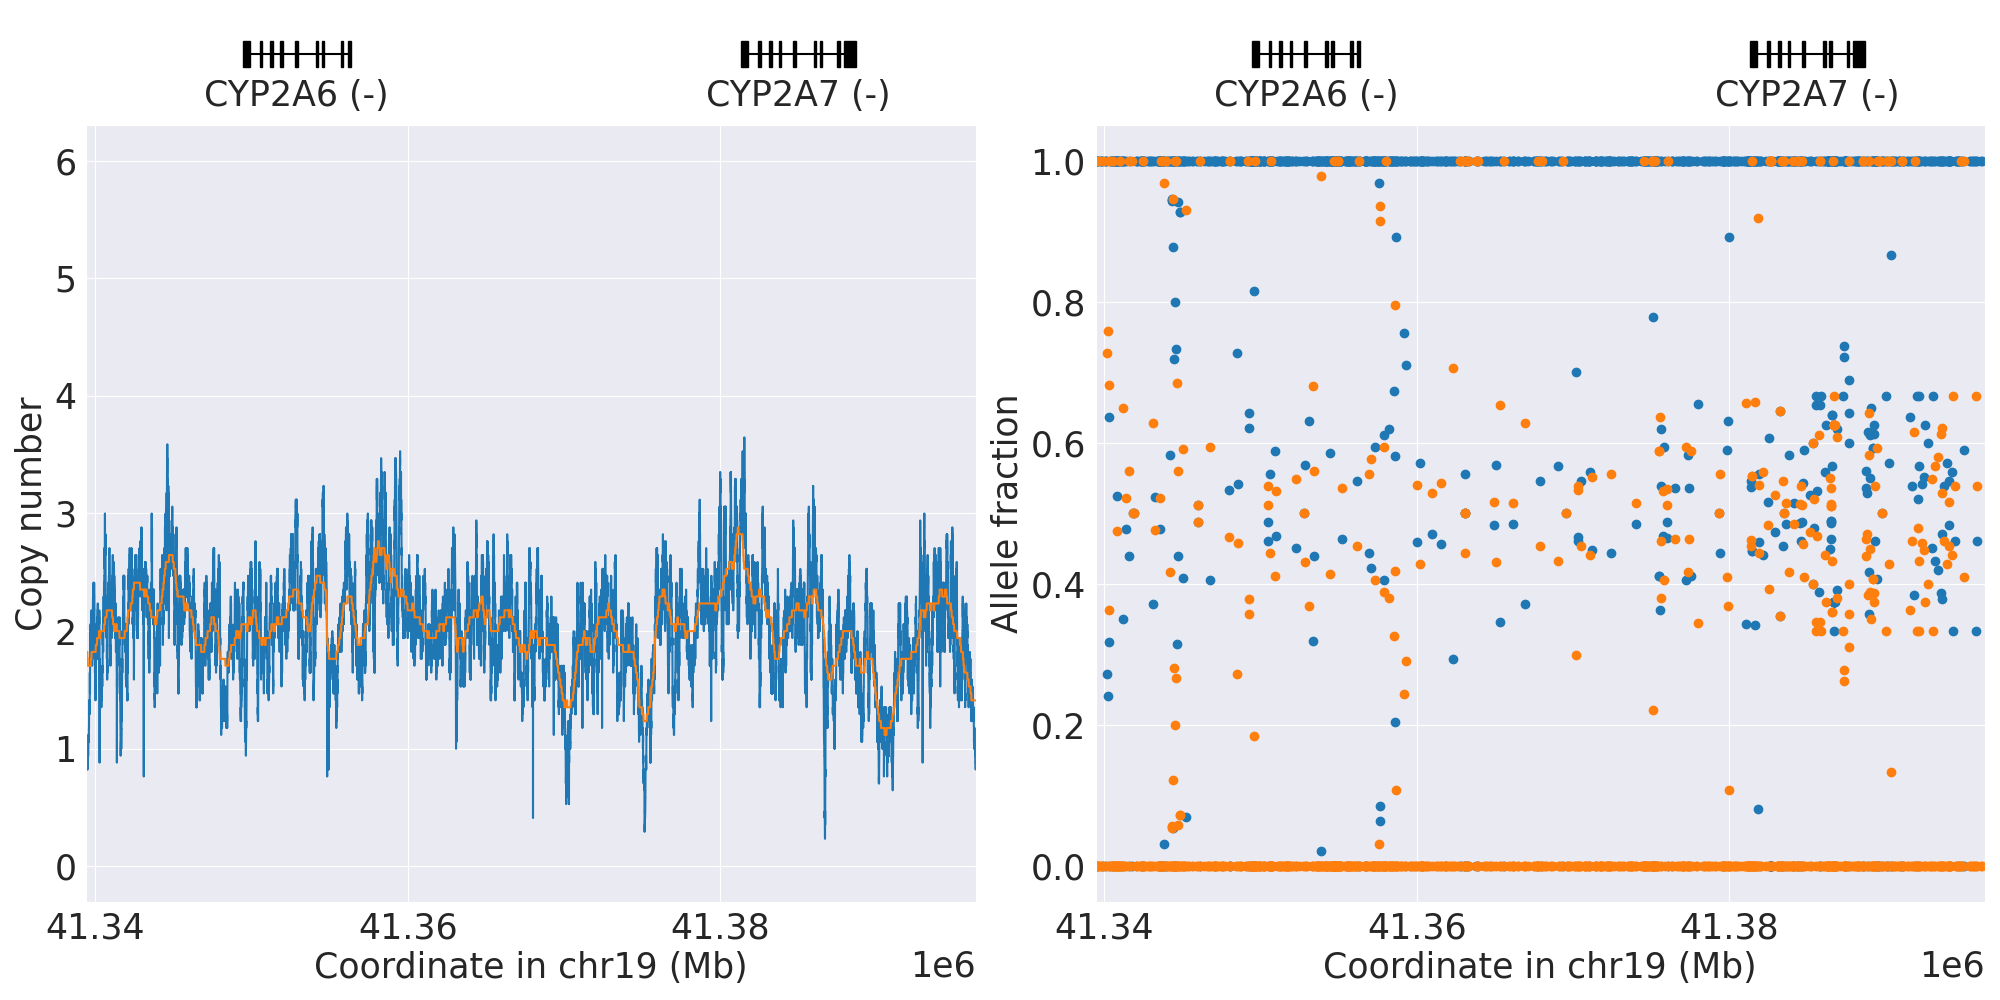 CYP2A6 (-) CYP2A7 (-) CYP2A6 (-) CYP2A7 (-)
Copy number
6
5
4
3
2
1
0
41.34 41.36 41.38
Coordinate in chr19 (Mb) 1e6
Allele fraction
1.0
0.8
0.6
0.4
0.2
0.0
41.34 41.36 41.38
Coordinate in chr19 (Mb) 1e6